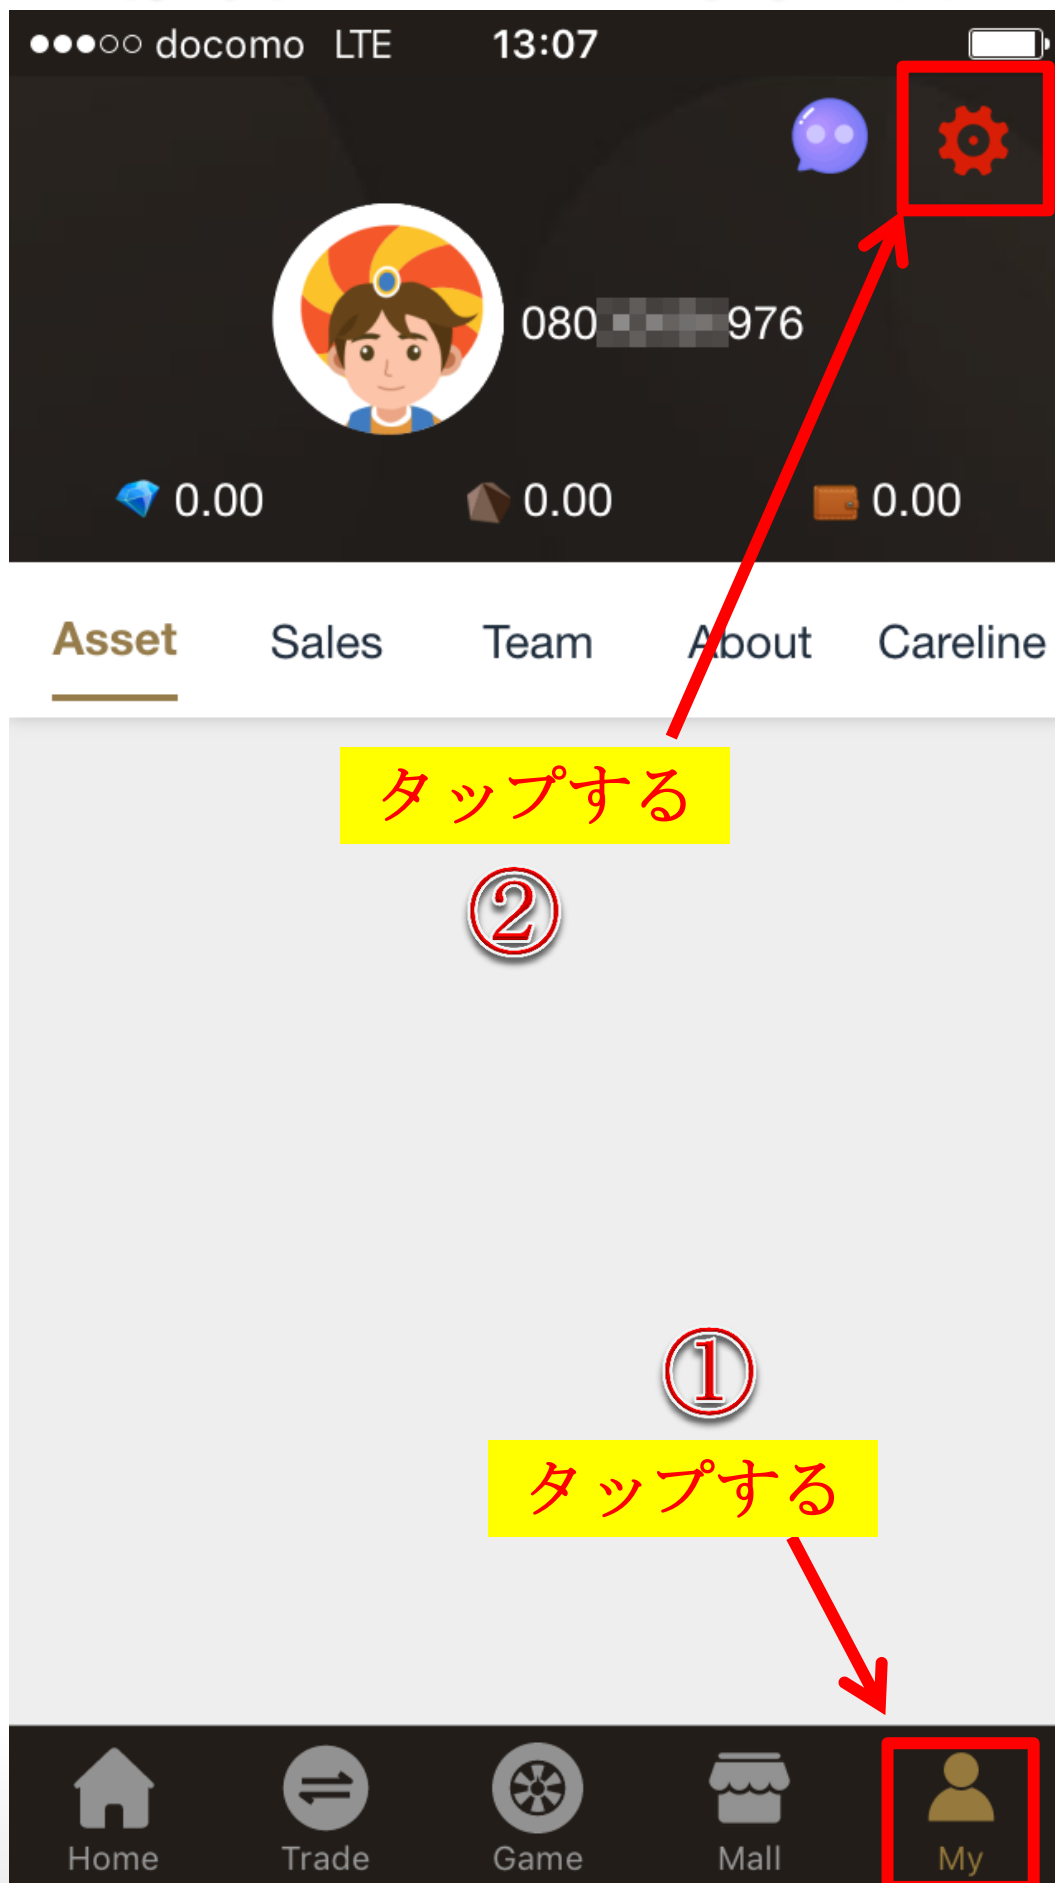 docomo LTE 13:07
080 976
0.00 0.00 0.00
Asset Sales Team About Careline
タップする
②
①
タップする
Home Trade Game Mall My